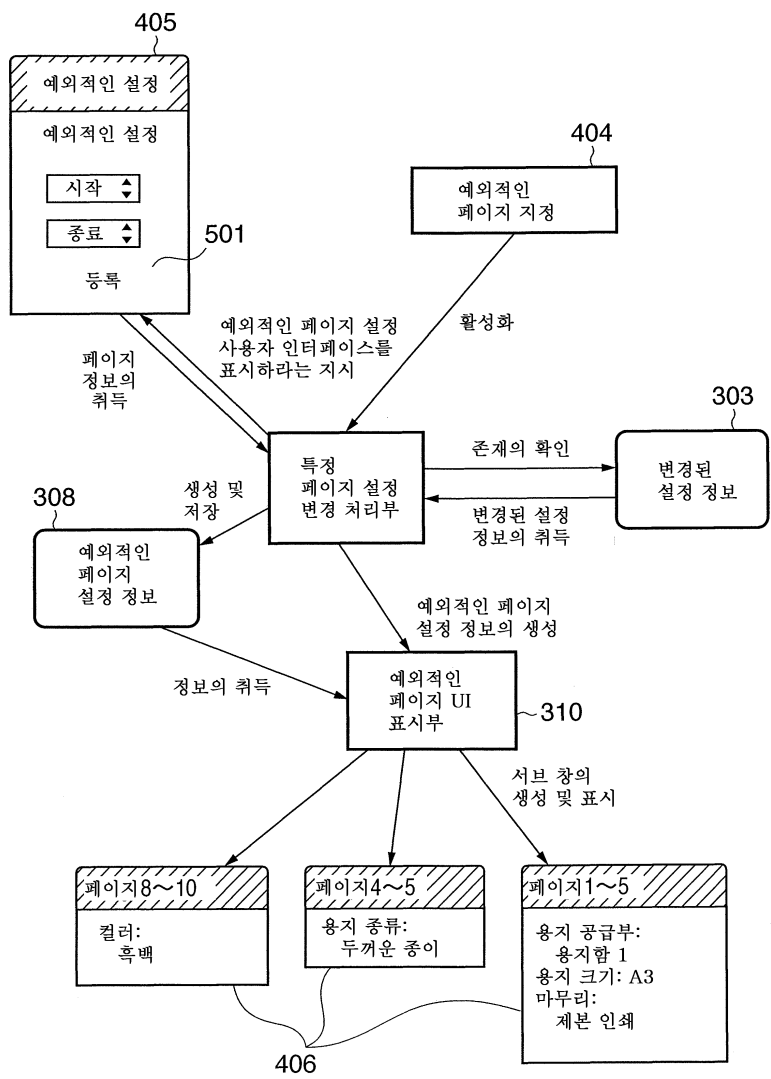 405
예외적인 설정
예외적인 설정
시작
종료
501
등록
404
예외적인
페이지 지정
활성화
예외적인 페이지 설정
사용자 인터페이스를
표시하라는 지시
페이지
정보의
취득
303
변경된
설정 정보
존재의 확인
변경된 설정
정보의 취득
특정
페이지 설정
변경 처리부
생성 및
저장
308
예외적인
페이지
설정 정보
예외적인 페이지
설정 정보의 생성
정보의 취득
예외적인
페이지 UI
표시부
310
서브 창의
생성 및 표시
페이지8~10
컬러:
흑백
페이지4~5
용지 종류:
두꺼운 종이
페이지1~5
용지 공급부:
용지함 1
용지 크기: A3
마무리:
제본 인쇄
406